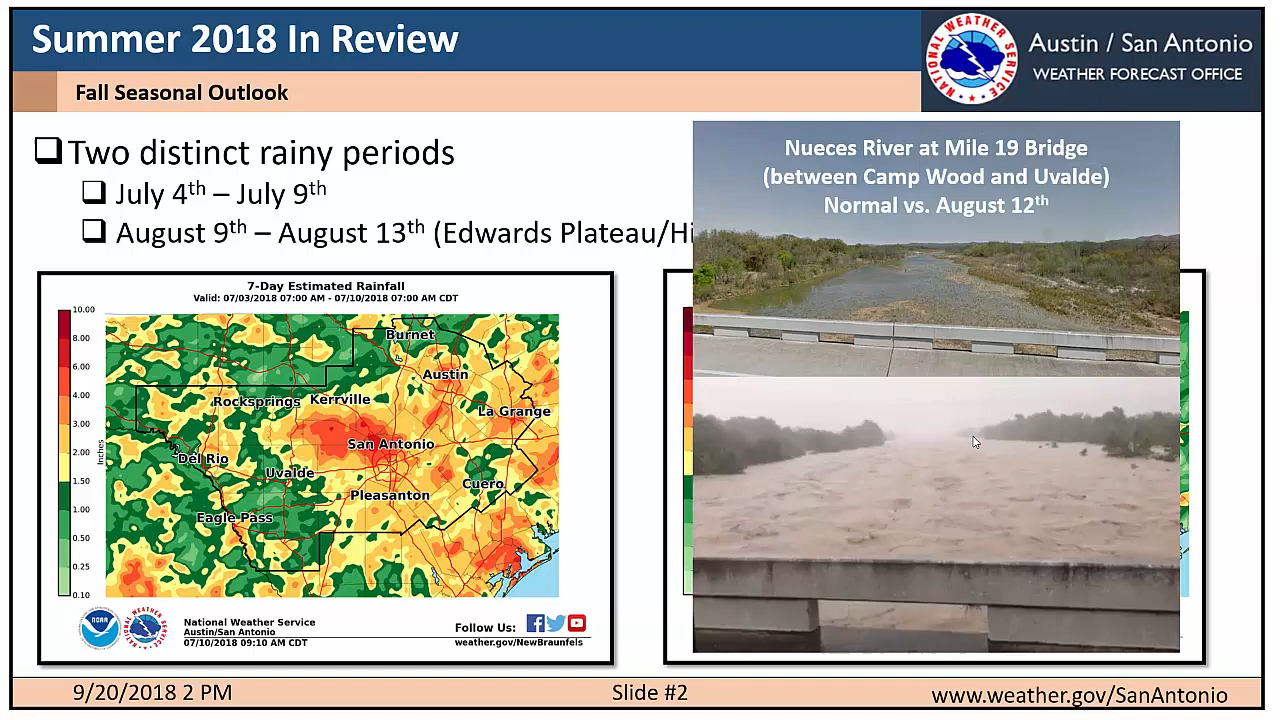 Summer 2018 In Review
Fall Seasonal Outlook
NATIONAL WEATHER SERVICE
Austin / San Antonio
WEATHER FORECAST OFFICE
Two distinct rainy periods
July 4th – July 9th
August 9th – August 13th (Edwards Plateau/Hi
Nueces River at Mile 19 Bridge
(between Camp Wood and Uvalde)
Normal vs. August 12th
7-Day Estimated Rainfall
Valid: 07/03/2018 07:00 AM - 07/10/2018 07:00 AM CDT
10.00
8.00
6.00
4.00
3.00
2.00
1.50
1.00
0.50
0.25
0.10
Inches
Burnet
Austin
Rocksprings
Kerrville
La Grange
San Antonio
Del Rio
Uvalde
Cuero
Pleasanton
Eagle Pass
NOAA
NATIONAL WEATHER SERVICE
National Weather Service
Austin/San Antonio
07/10/2018 09:10 AM CDT
Follow Us:
weather.gov/NewBraunfels
9/20/2018 2 PM
Slide #2
www.weather.gov/SanAntonio